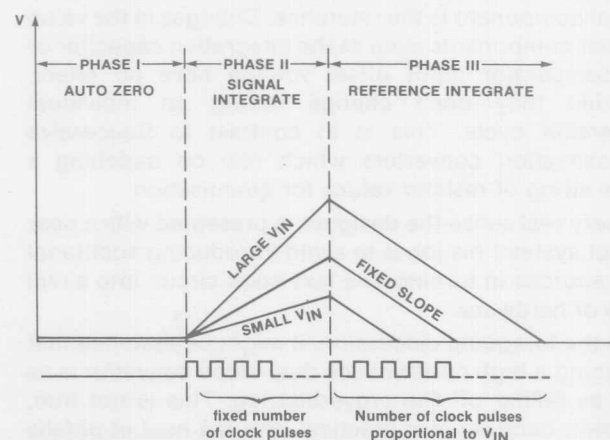 V
PHASE I
PHASE II
PHASE III
AUTO ZERO
SIGNAL
INTEGRATE
REFERENCE INTEGRATE
LARGE VIN
FIXED SLOPE
SMALL VIN
fixed number
of clock pulses
Number of clock pulses
proportional to VIN